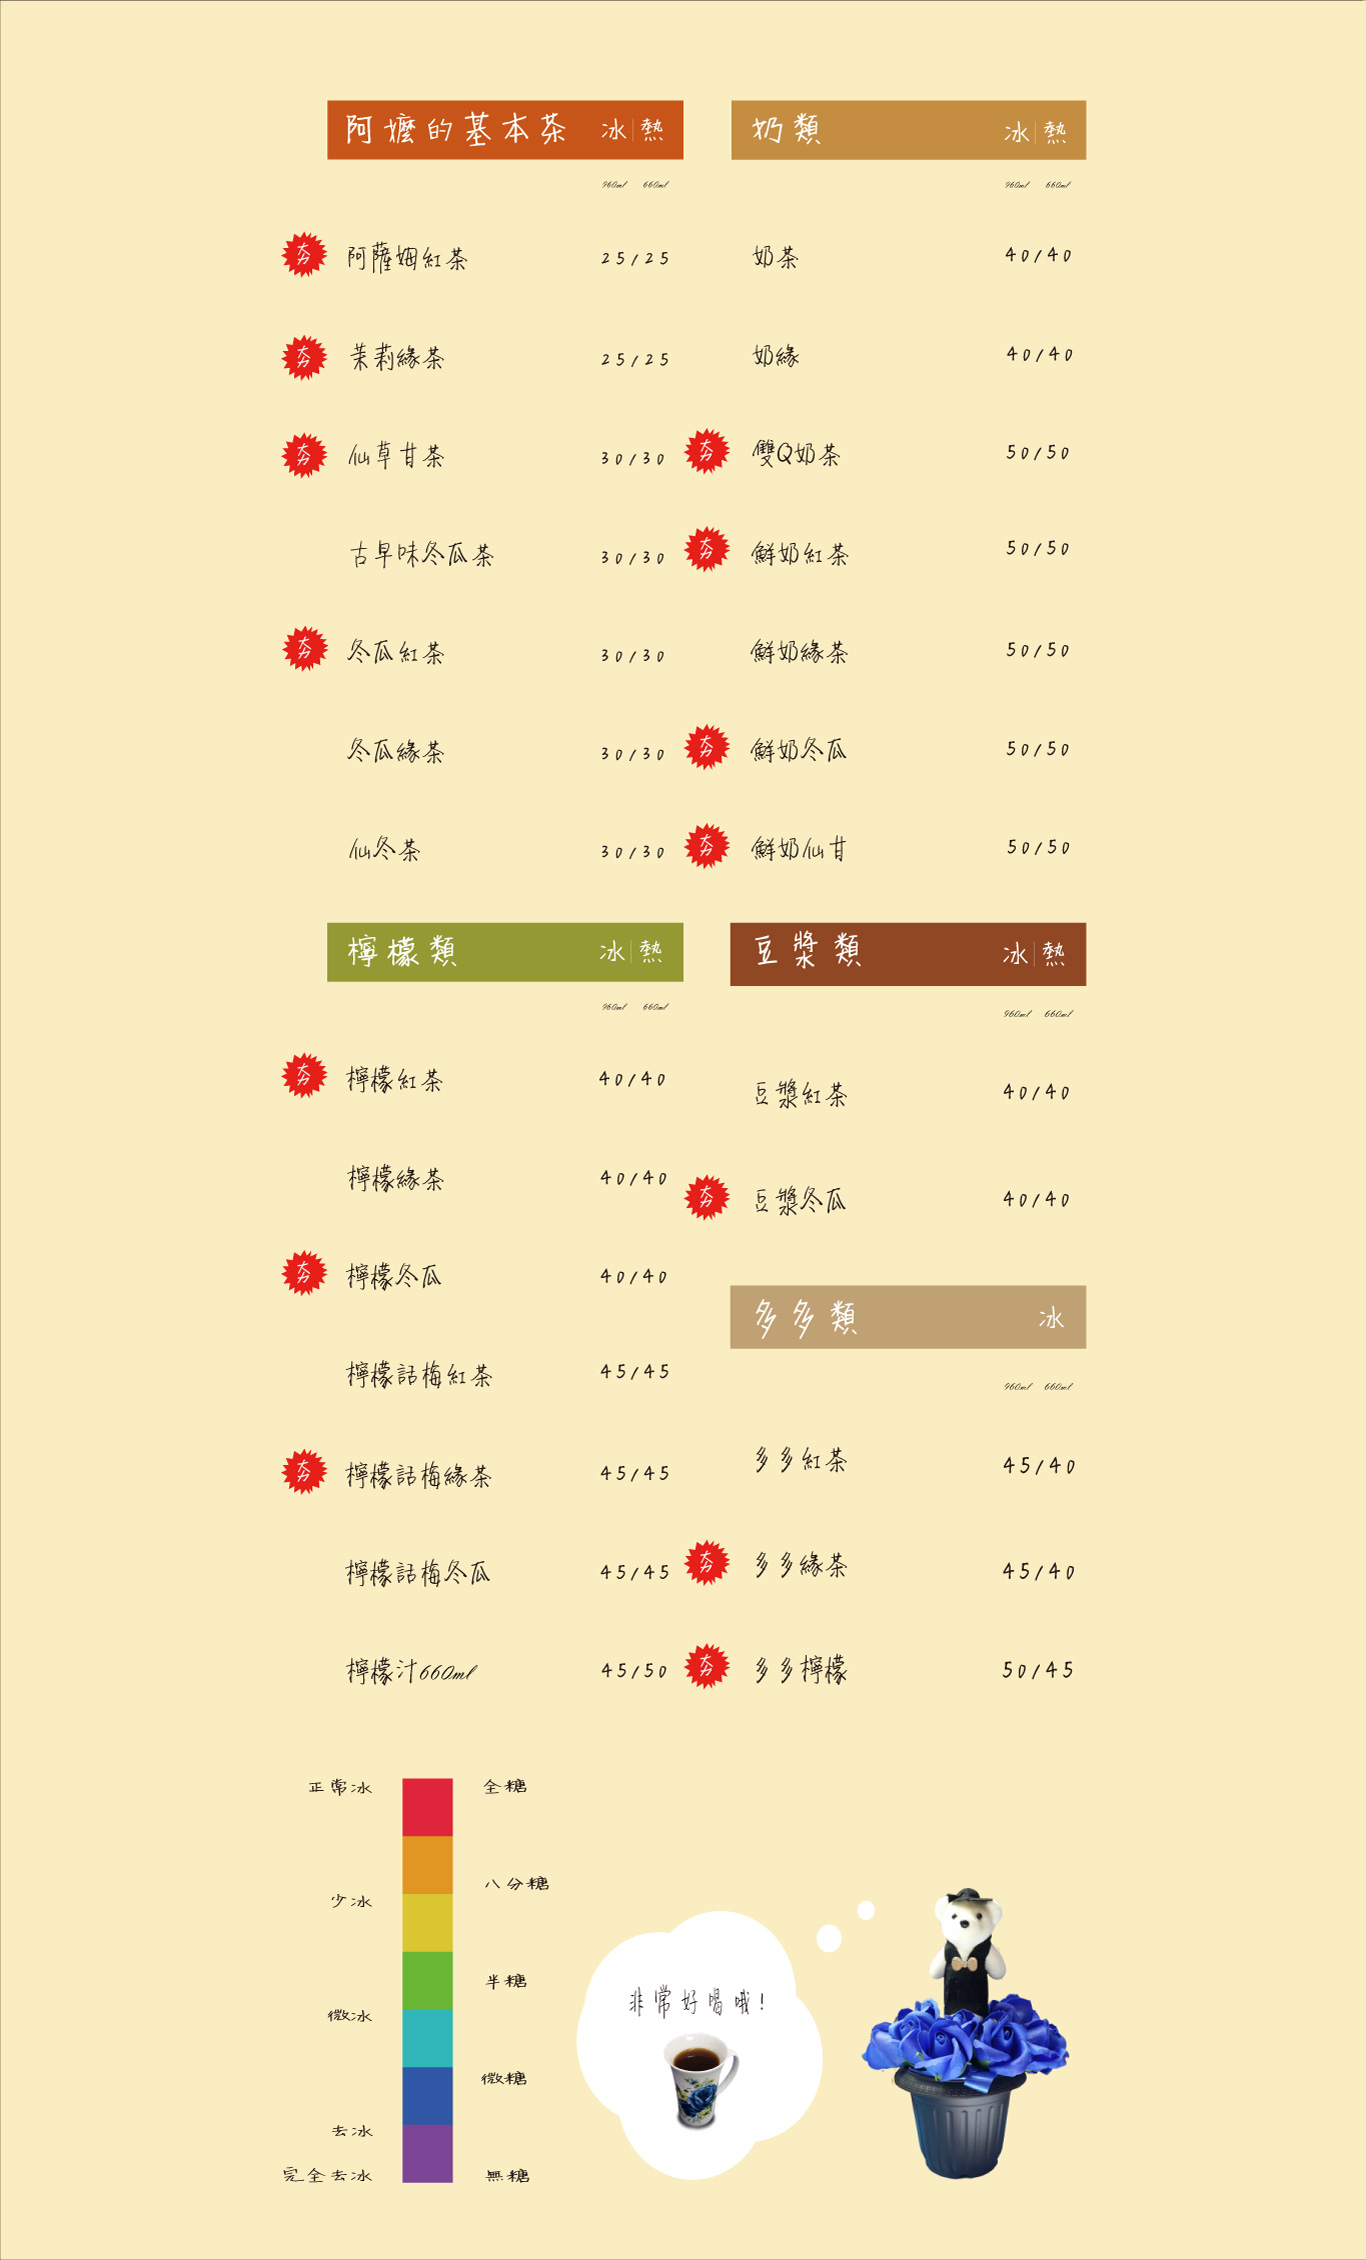 阿嬤的基本茶 冰|熱
960ml 660ml
夯 阿薩姆紅茶 25/25
夯 茉莉緣茶 25/25
夯 仙草甘茶 30/30
古早味冬瓜茶 30/30
夯 冬瓜紅茶 30/30
冬瓜緣茶 30/30
仙冬茶 30/30
奶類 冰|熱
960ml 660ml
奶茶 40/40
奶緣 40/40
夯 雙Q奶茶 50/50
夯 鮮奶紅茶 50/50
鮮奶緣茶 50/50
夯 鮮奶冬瓜 50/50
夯 鮮奶仙甘 50/50
檸檬類 冰|熱
960ml 660ml
夯 檸檬紅茶 40/40
檸檬緣茶 40/40
夯 檸檬冬瓜 40/40
檸檬話梅紅茶 45/45
夯 檸檬話梅緣茶 45/45
檸檬話梅冬瓜 45/45
檸檬汁660ml 45/50
豆漿類 冰|熱
960ml 660ml
豆漿紅茶 40/40
夯 豆漿冬瓜 40/40
多多類 冰
960ml 660ml
多多紅茶 45/40
夯 多多緣茶 45/40
夯 多多檸檬 50/45
正常冰
少冰
微冰
去冰
完全去冰
全糖
八分糖
半糖
微糖
無糖
非常好喝哦!